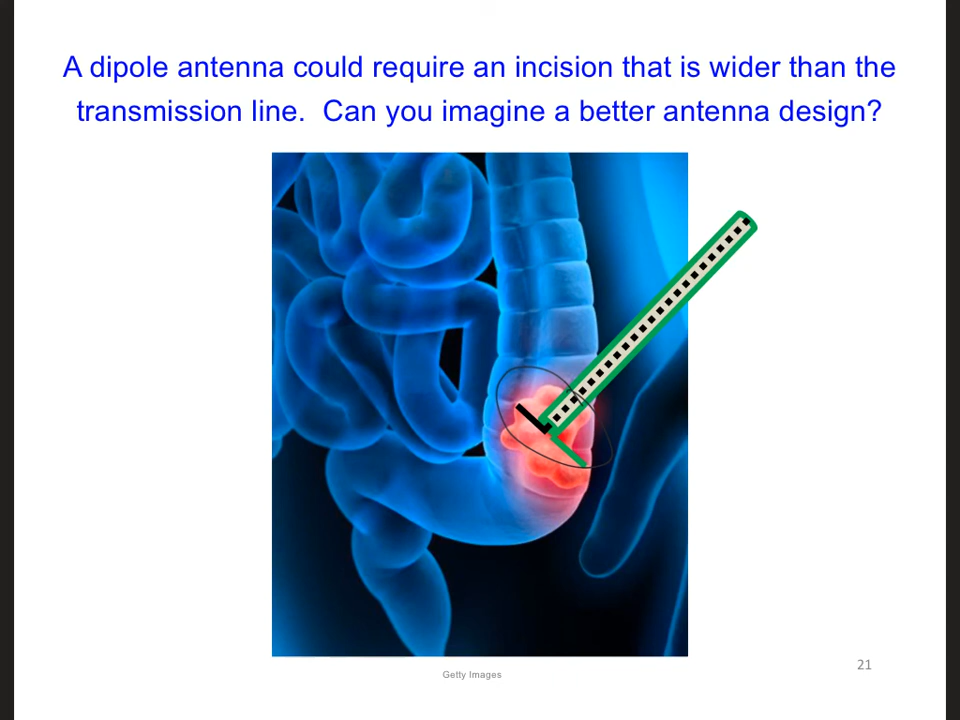 A dipole antenna could require an incision that is wider than the
transmission line.  Can you imagine a better antenna design?
Getty Images
21